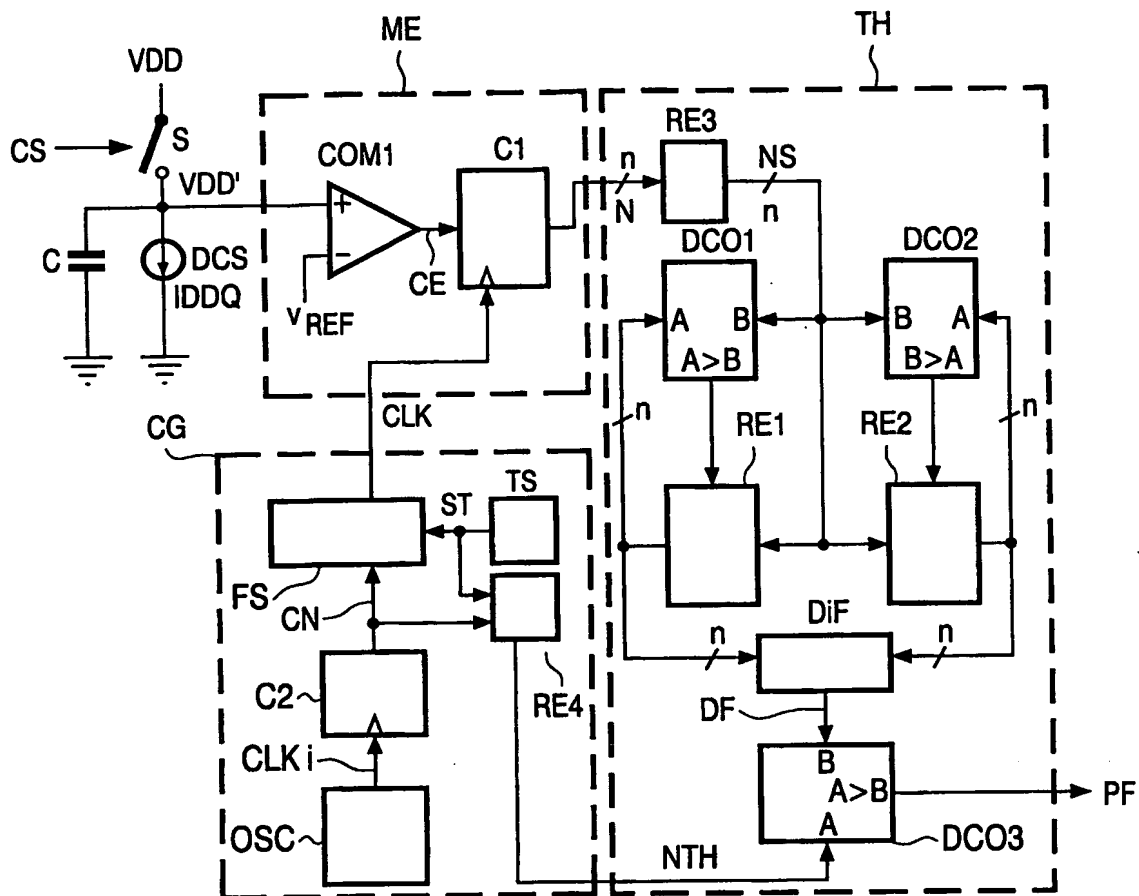 ME
TH
VDD
CS
S
VDD'
C
DCS
IDDQ
COM1
+
−
VREF
CE
C1
n
N
RE3
NS
n
DCO1
DCO2
A B
A>B
B A
B>A
n
n
RE1
RE2
CLK
CG
ST
TS
FS
CN
RE4
C2
CLK i
OSC
DiF
n
n
DF
B
A>B
A
PF
DCO3
NTH